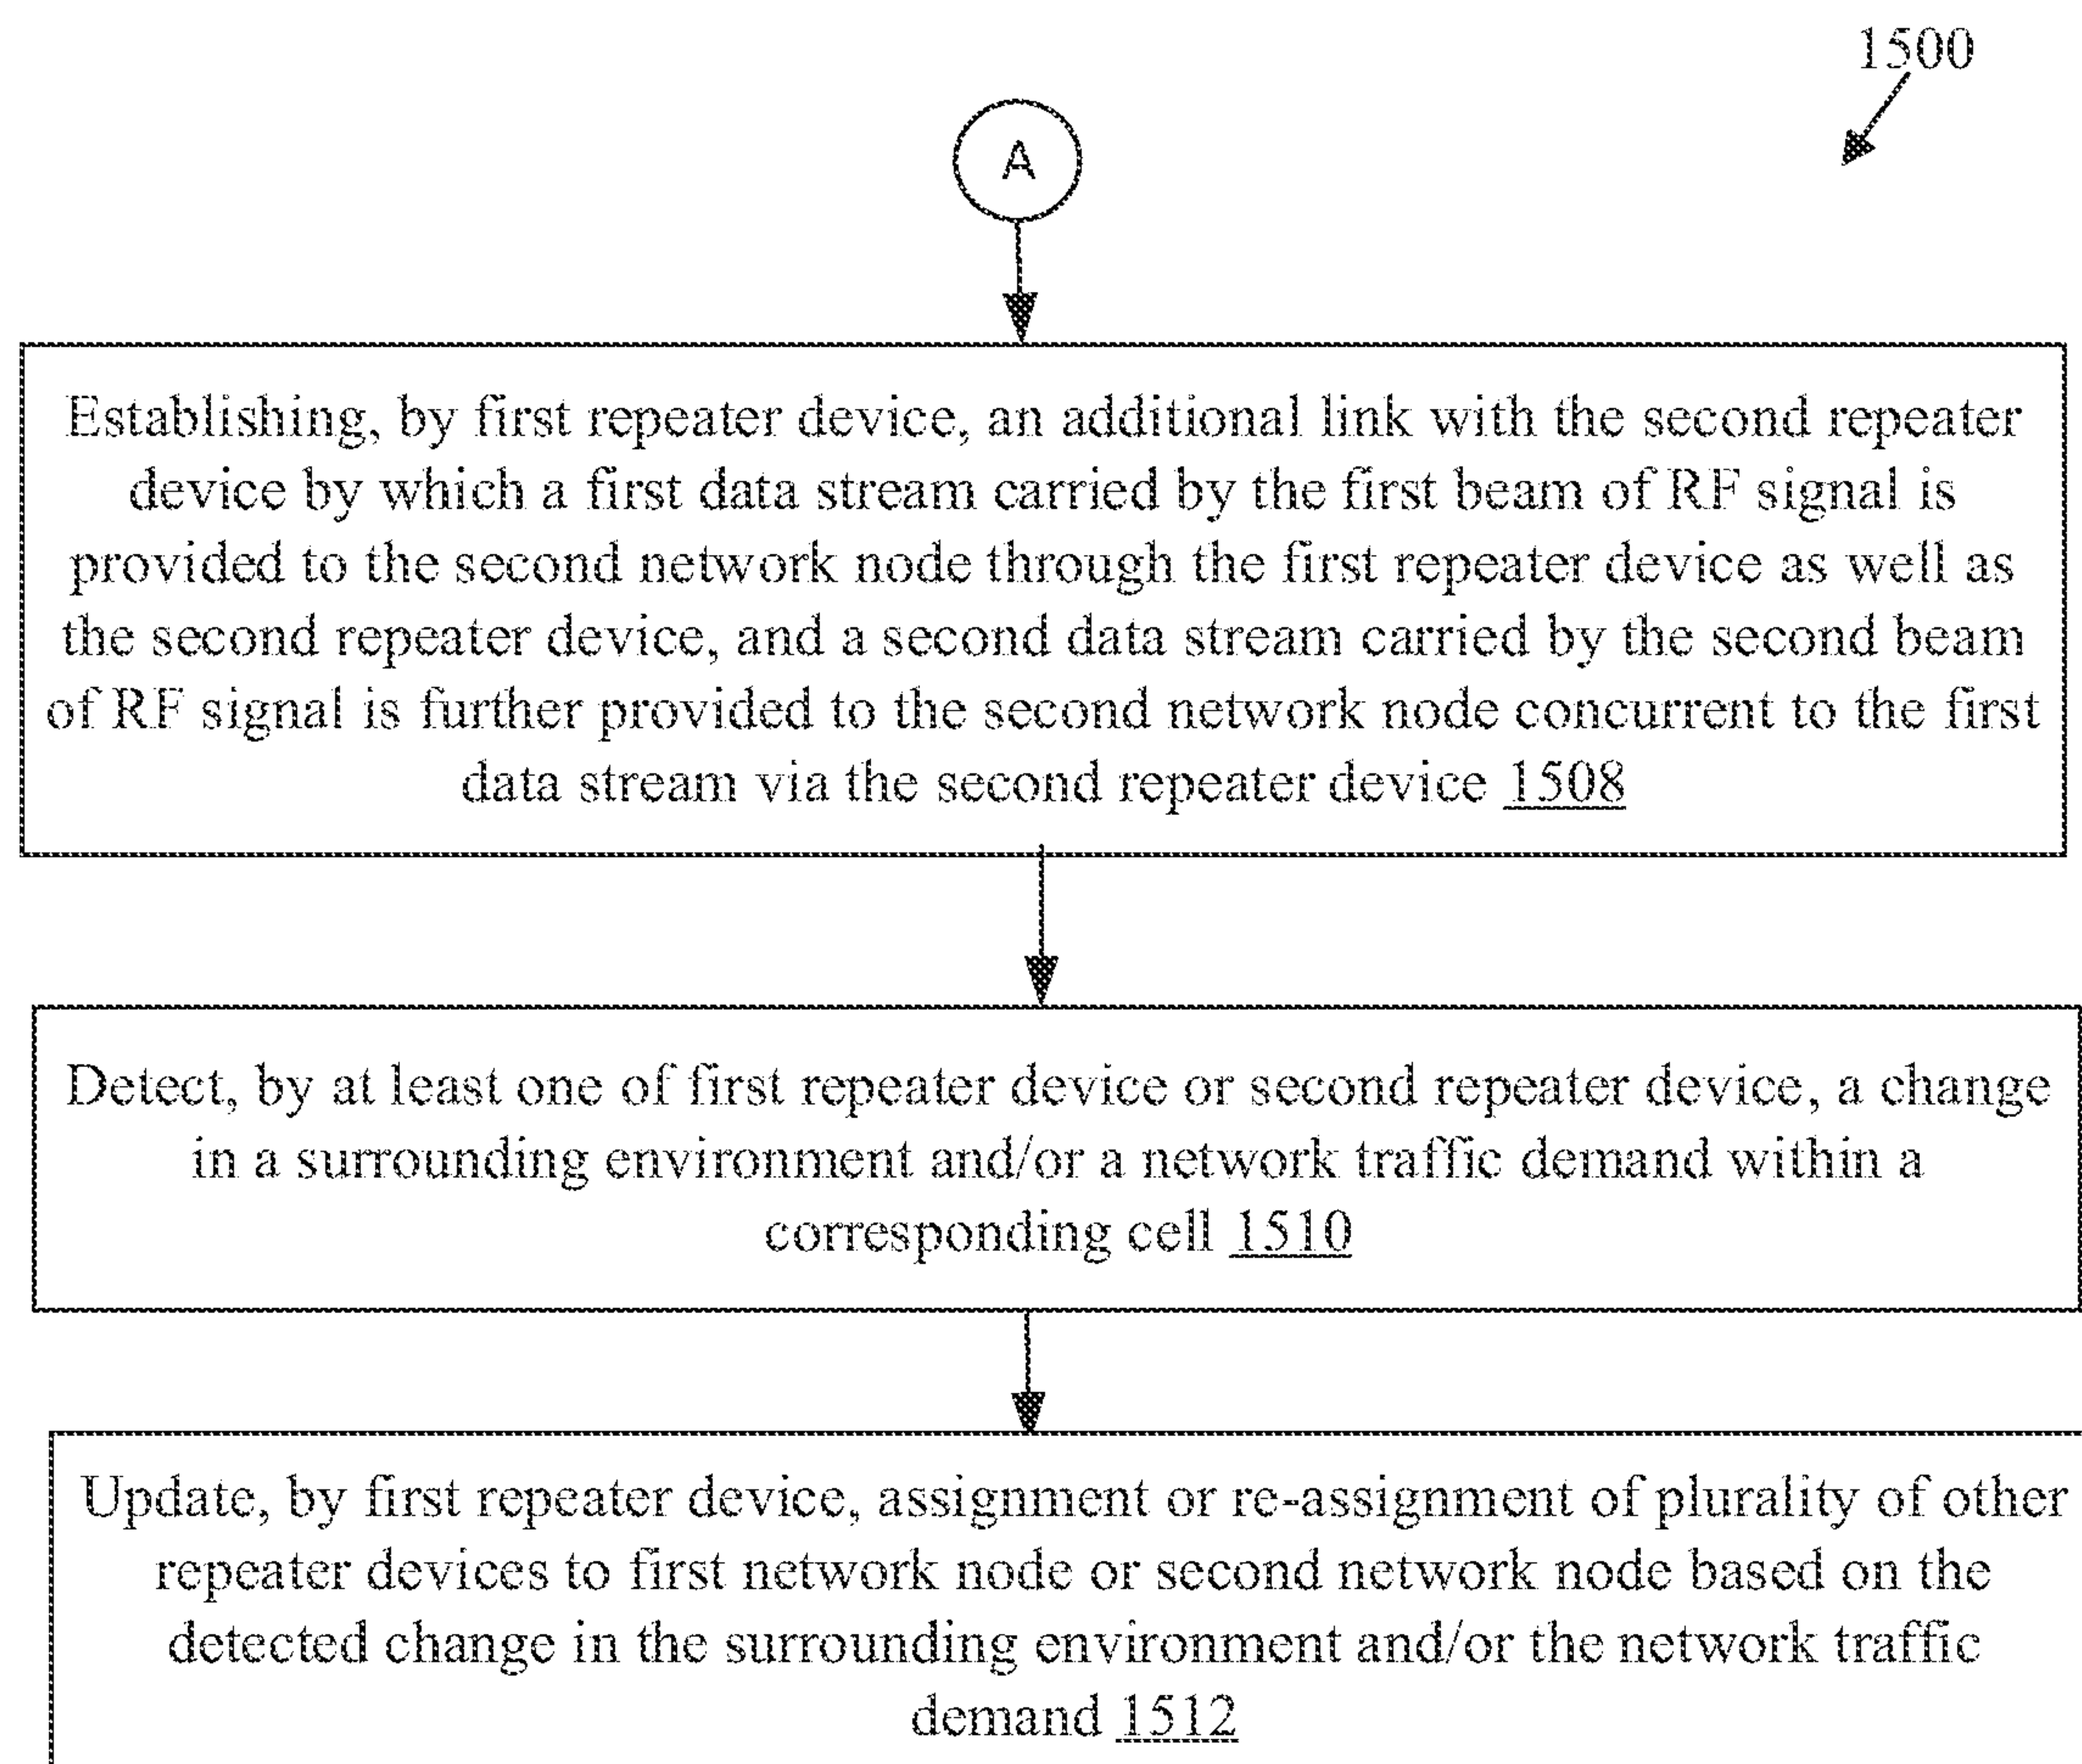 1500
A
Establishing, by first repeater device, an additional link with the second repeater
device by which a first data stream carried by the first beam of RF signal is
provided to the second network node through the first repeater device as well as
the second repeater device, and a second data stream carried by the second beam
of RF signal is further provided to the second network node concurrent to the first
data stream via the second repeater device 1508
Detect, by at least one of first repeater device or second repeater device, a change
in a surrounding environment and/or a network traffic demand within a
corresponding cell 1510
Update, by first repeater device, assignment or re-assignment of plurality of other
repeater devices to first network node or second network node based on the
detected change in the surrounding environment and/or the network traffic
demand 1512